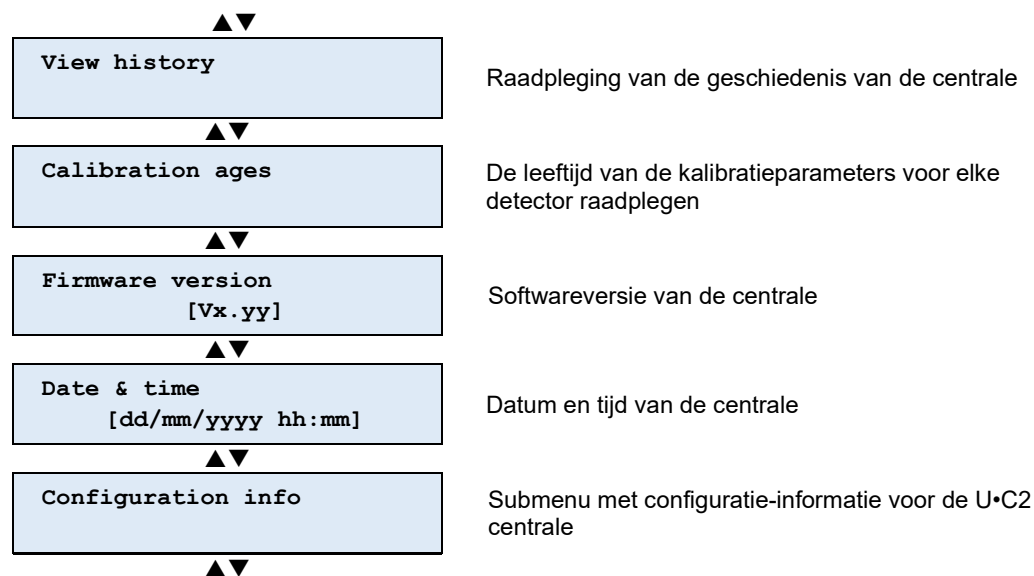 ▲▼
View history
Raadpleging van de geschiedenis van de centrale
▲▼
Calibration ages
De leeftijd van de kalibratieparameters voor elke
detector raadplegen
▲▼
Firmware version
[Vx.yy]
Softwareversie van de centrale
▲▼
Date & time
[dd/mm/yyyy hh:mm]
Datum en tijd van de centrale
▲▼
Configuration info
Submenu met configuratie-informatie voor de U•C2
centrale
▲▼